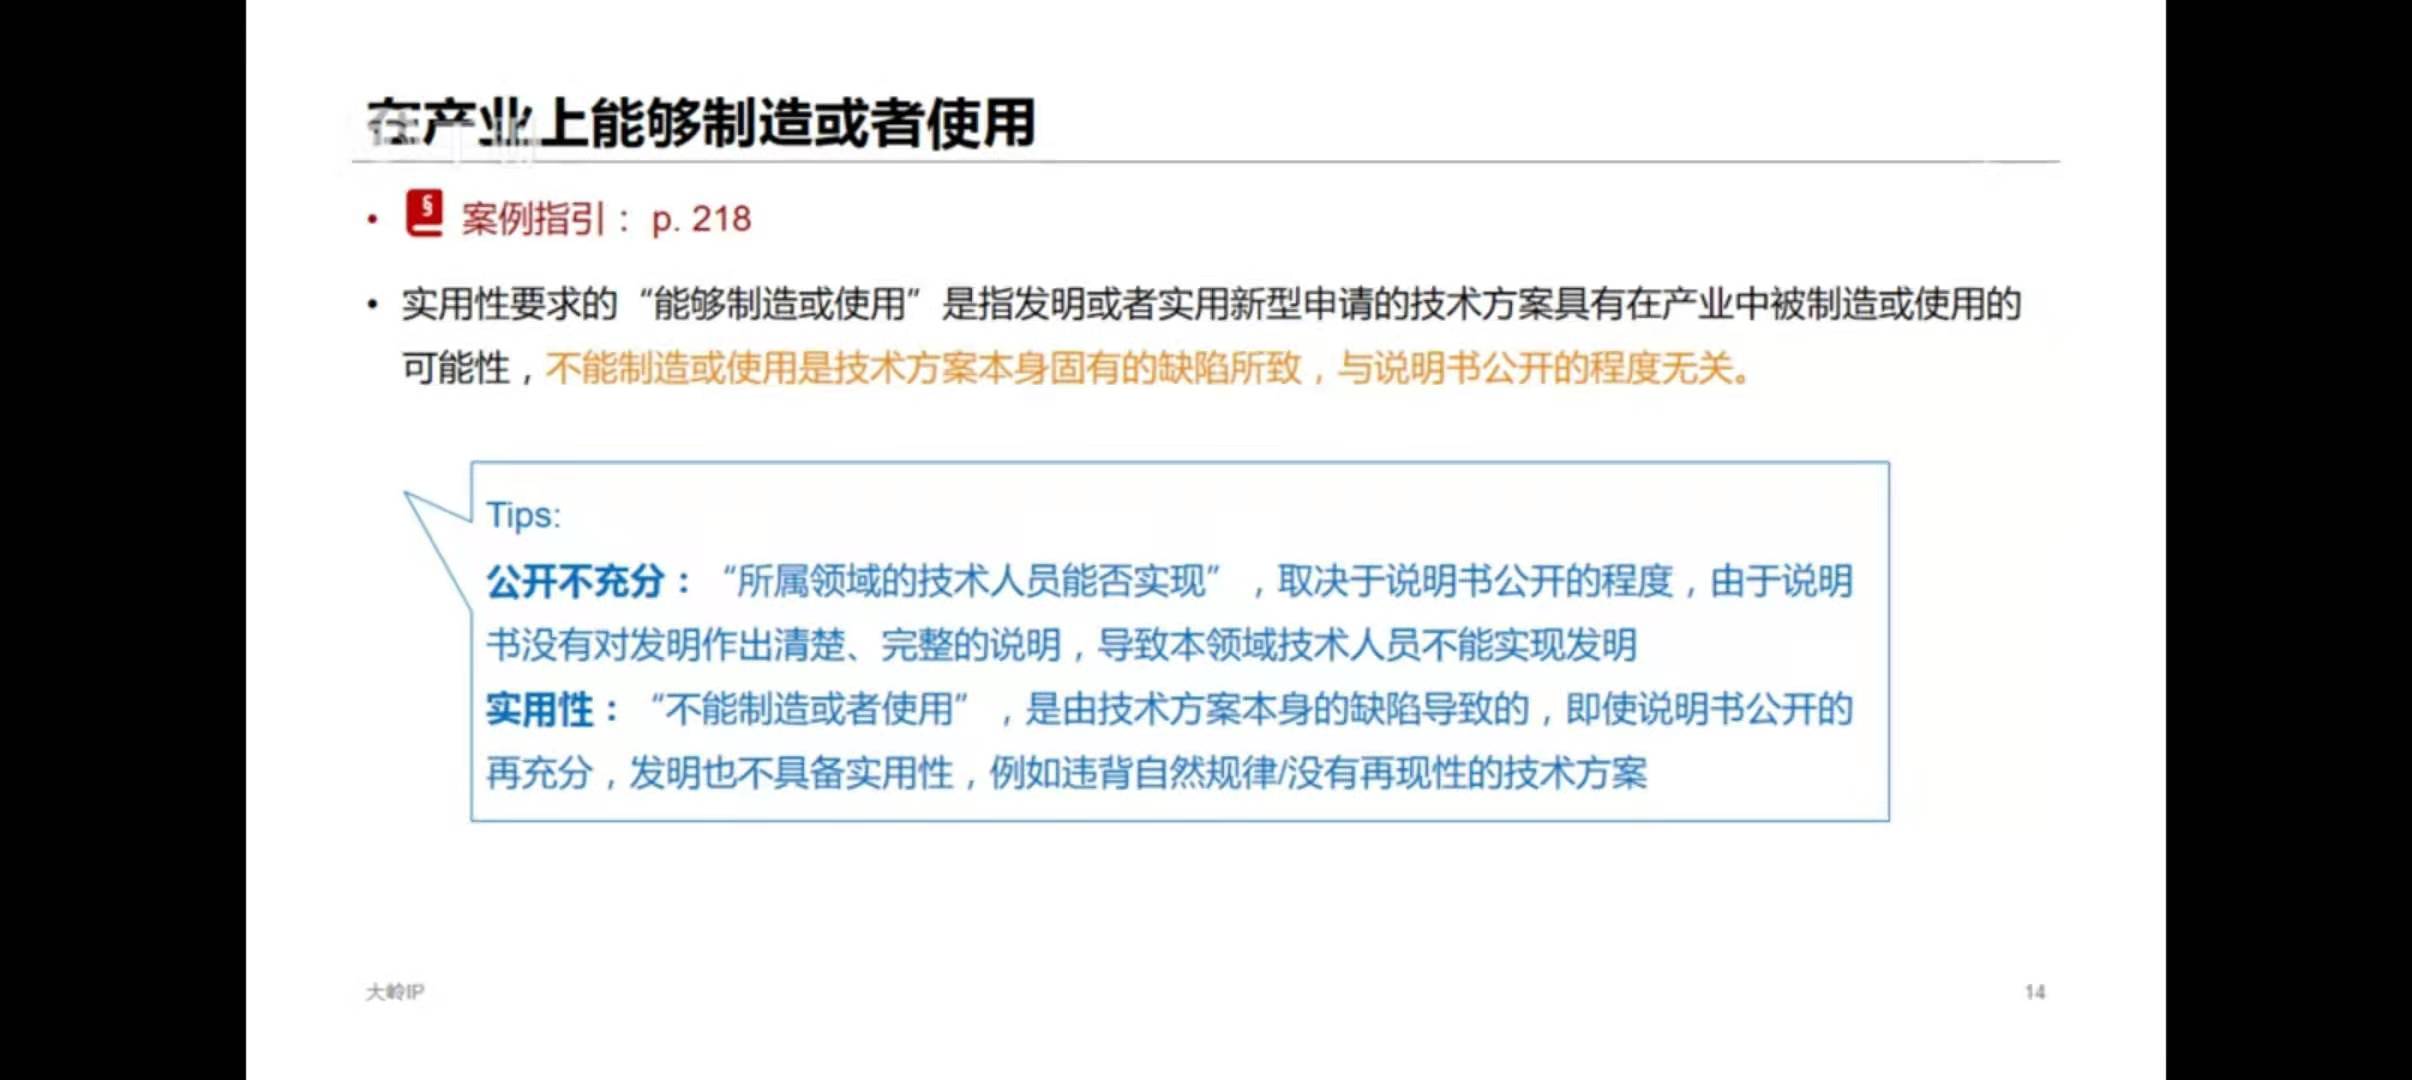 在产业上能够制造或者使用
• § 案例指引： p. 218
• 实用性要求的“能够制造或使用”是指发明或者实用新型申请的技术方案具有在产业中被制造或使用的
可能性，不能制造或使用是技术方案本身固有的缺陷所致，与说明书公开的程度无关。
Tips:
公开不充分：“所属领域的技术人员能否实现”，取决于说明书公开的程度，由于说明
书没有对发明作出清楚、完整的说明，导致本领域技术人员不能实现发明
实用性：“不能制造或者使用”，是由技术方案本身的缺陷导致的，即使说明书公开的
再充分，发明也不具备实用性，例如违背自然规律/没有再现性的技术方案
大岭IP
14